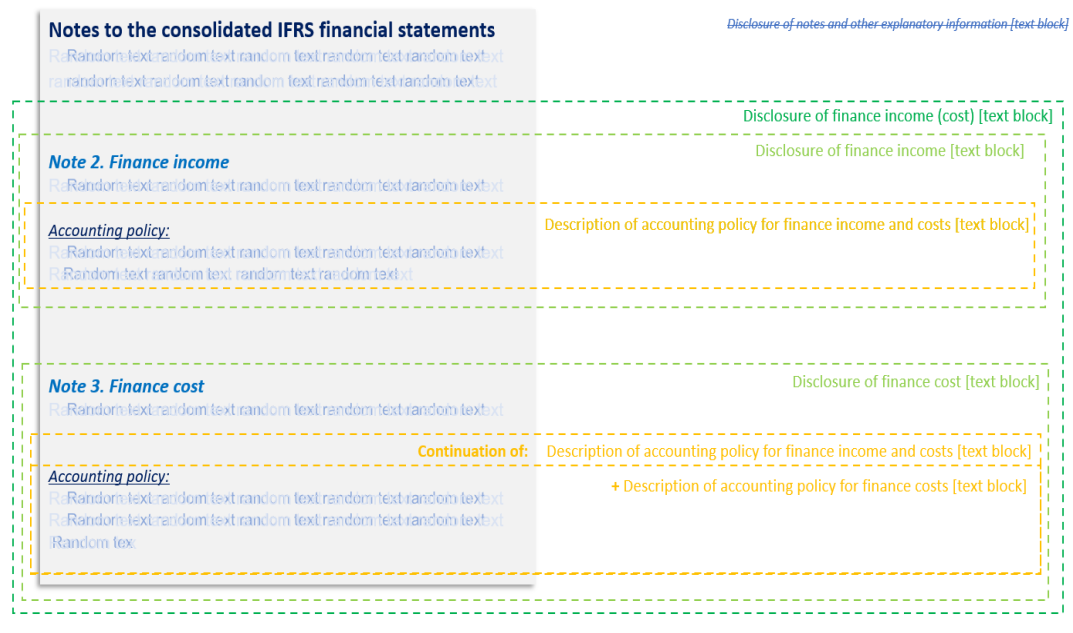 Notes to the consolidated IFRS financial statements
Disclosure of notes and other explanatory information [text block]
Random text random text random text random text random text
random text random text random text random text random text
Disclosure of finance income (cost) [text block]
Disclosure of finance income [text block]
Note 2. Finance income
Random text random text random text random text random text
Description of accounting policy for finance income and costs [text block]
Accounting policy:
Random text random text random text random text random text
Random text random text random text random text
Disclosure of finance cost [text block]
Note 3. Finance cost
Random text random text random text random text random text
Continuation of: Description of accounting policy for finance income and costs [text block]
Accounting policy:
+ Description of accounting policy for finance costs [text block]
Random text random text random text random text random text
Random text random text random text random text random text
Random tex